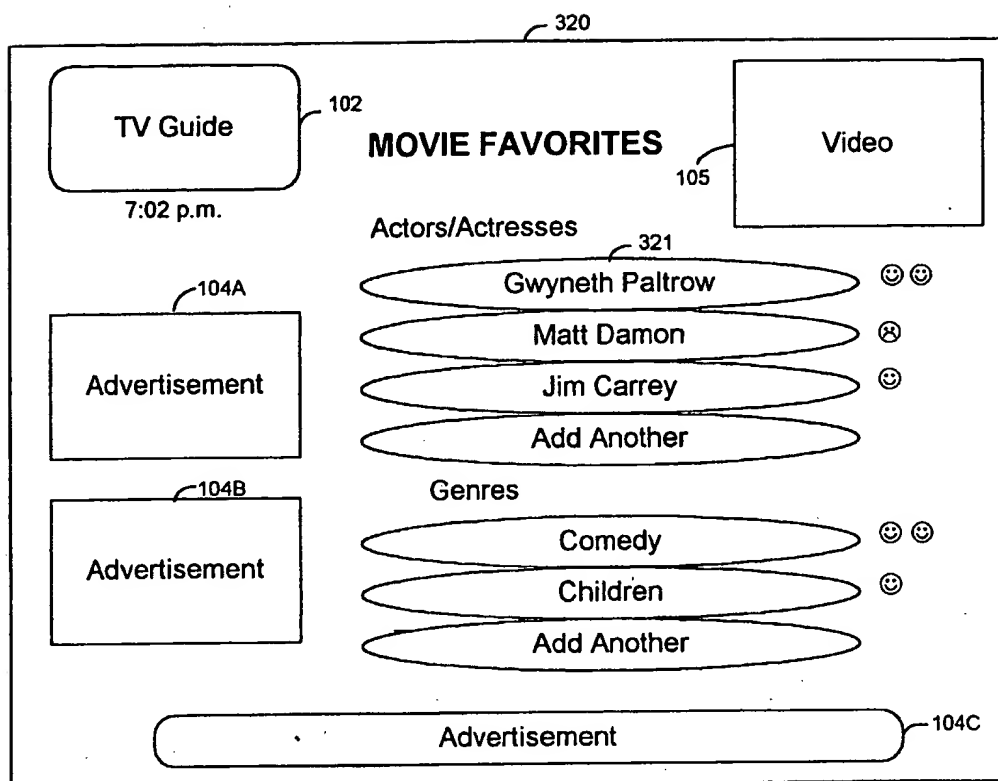 320
TV Guide
102
MOVIE FAVORITES
Video
105
7:02 p.m.
Actors/Actresses
321
Gwyneth Paltrow
104A
Matt Damon
Advertisement
Jim Carrey
Add Another
104B
Genres
Advertisement
Comedy
Children
Add Another
Advertisement
104C